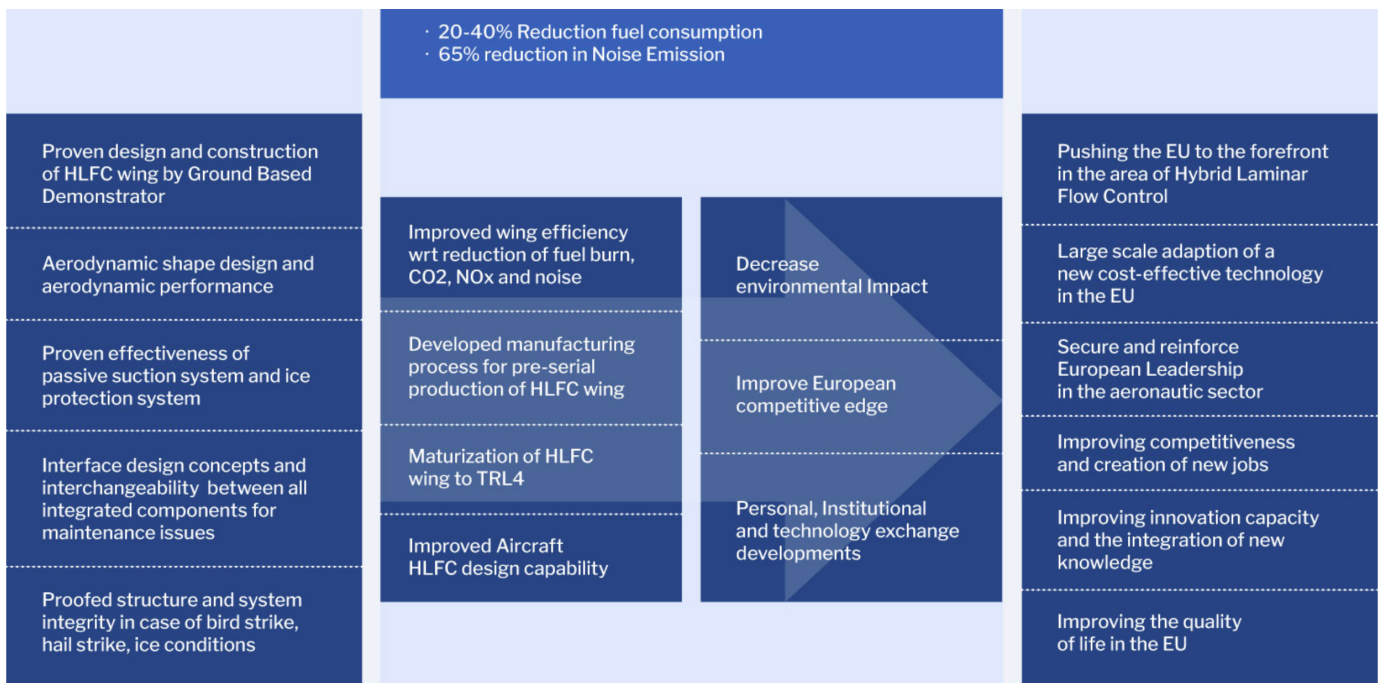 · 20-40% Reduction fuel consumption
· 65% reduction in Noise Emission
Proven design and construction
of HLFC wing by Ground Based
Demonstrator
Aerodynamic shape design and
aerodynamic performance
Proven effectiveness of
passive suction system and ice
protection system
Interface design concepts and
interchangeability between all
integrated components for
maintenance issues
Proofed structure and system
integrity in case of bird strike,
hail strike, ice conditions
Improved wing efficiency
wrt reduction of fuel burn,
CO2, NOx and noise
Developed manufacturing
process for pre-serial
production of HLFC wing
Maturization of HLFC
wing to TRL4
Improved Aircraft
HLFC design capability
Decrease
environmental Impact
Improve European
competitive edge
Personal, Institutional
and technology exchange
developments
Pushing the EU to the forefront
in the area of Hybrid Laminar
Flow Control
Large scale adaption of a
new cost-effective technology
in the EU
Secure and reinforce
European Leadership
in the aeronautic sector
Improving competitiveness
and creation of new jobs
Improving innovation capacity
and the integration of new
knowledge
Improving the quality
of life in the EU